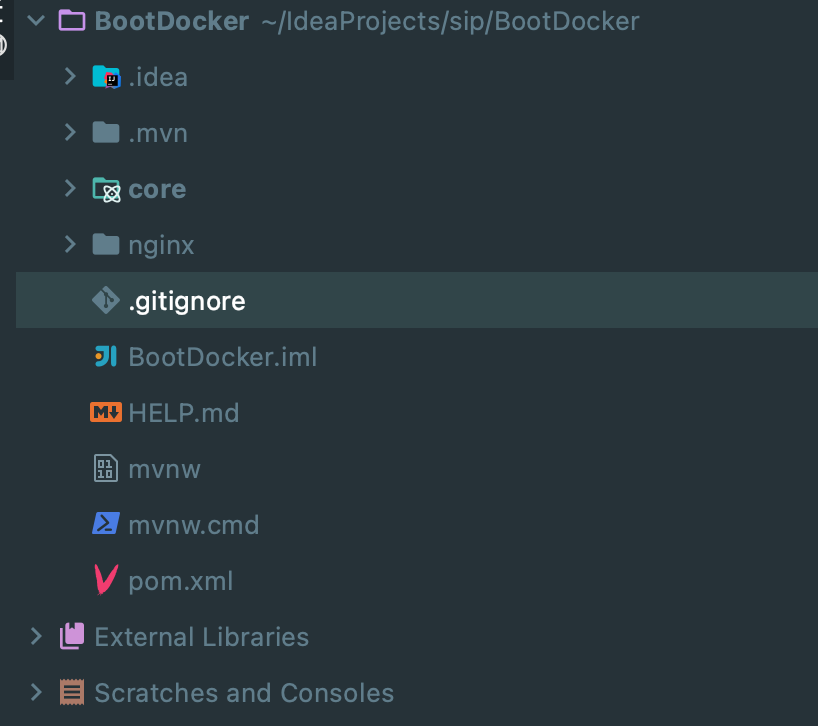 BootDocker ~/IdeaProjects/sip/BootDocker
.idea
.mvn
core
nginx
.gitignore
BootDocker.iml
HELP.md
mvnw
mvnw.cmd
pom.xml
External Libraries
Scratches and Consoles